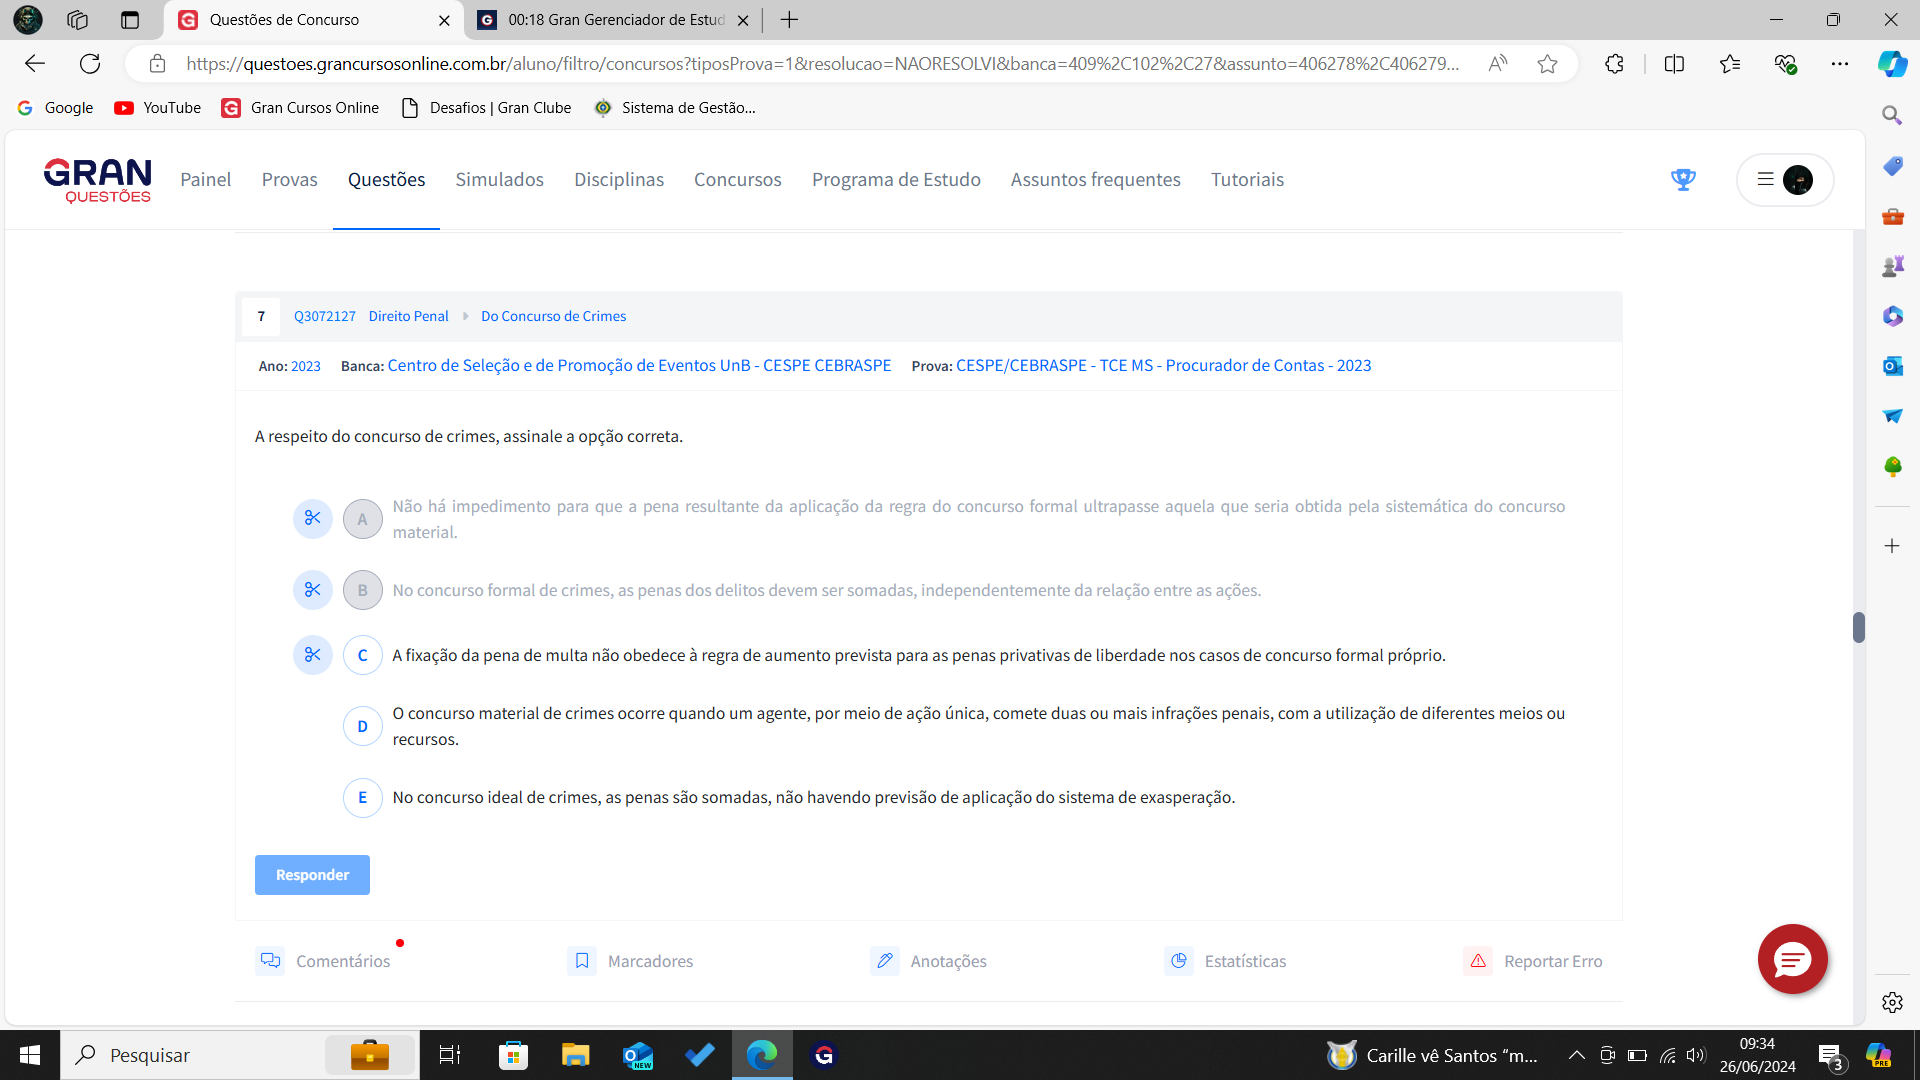 Questões de Concurso
00:18 Gran Gerenciador de Estud
https://questoes.grancursosonline.com.br/aluno/filtro/concursos?tiposProva=1&resolucao=NAORESOLVI&banca=409%2C102%2C27&assunto=406278%2C406279...
Google
YouTube
Gran Cursos Online
Desafios | Gran Clube
Sistema de Gestão...
GRAN
QUESTÕES
Painel
Provas
Questões
Simulados
Disciplinas
Concursos
Programa de Estudo
Assuntos frequentes
Tutoriais
7 Q3072127 Direito Penal Do Concurso de Crimes
Ano: 2023 Banca: Centro de Seleção e de Promoção de Eventos UnB - CESPE CEBRASPE Prova: CESPE/CEBRASPE - TCE MS - Procurador de Contas - 2023
A respeito do concurso de crimes, assinale a opção correta.
A Não há impedimento para que a pena resultante da aplicação da regra do concurso formal ultrapasse aquela que seria obtida pela sistemática do concurso
material.
B No concurso formal de crimes, as penas dos delitos devem ser somadas, independentemente da relação entre as ações.
C A fixação da pena de multa não obedece à regra de aumento prevista para as penas privativas de liberdade nos casos de concurso formal próprio.
D O concurso material de crimes ocorre quando um agente, por meio de ação única, comete duas ou mais infrações penais, com a utilização de diferentes meios ou
recursos.
E No concurso ideal de crimes, as penas são somadas, não havendo previsão de aplicação do sistema de exasperação.
Responder
Comentários
Marcadores
Anotações
Estatísticas
Reportar Erro
Pesquisar
NEW
Carille vê Santos “m...
09:34
26/06/2024
3
PRE